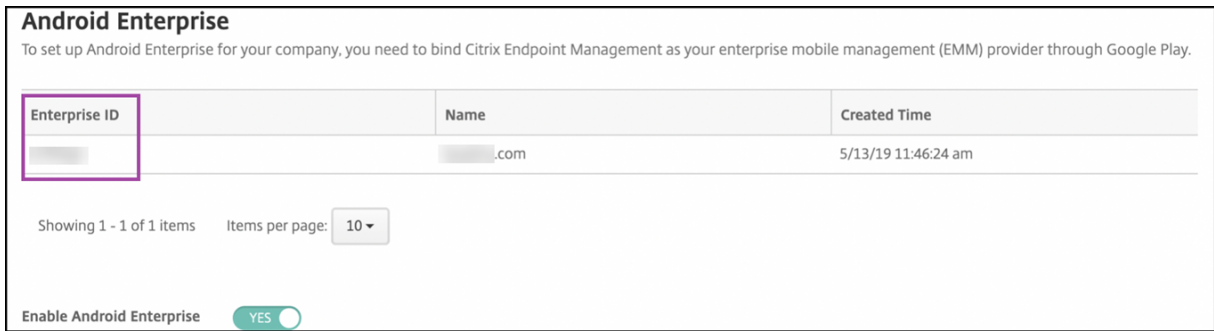 Android Enterprise
To set up Android Enterprise for your company, you need to bind Citrix Endpoint Management as your enterprise mobile management (EMM) provider through Google Play.
Enterprise ID Name Created Time
.com 5/13/19 11:46:24 am
Showing 1 - 1 of 1 items Items per page: 10
Enable Android Enterprise YES